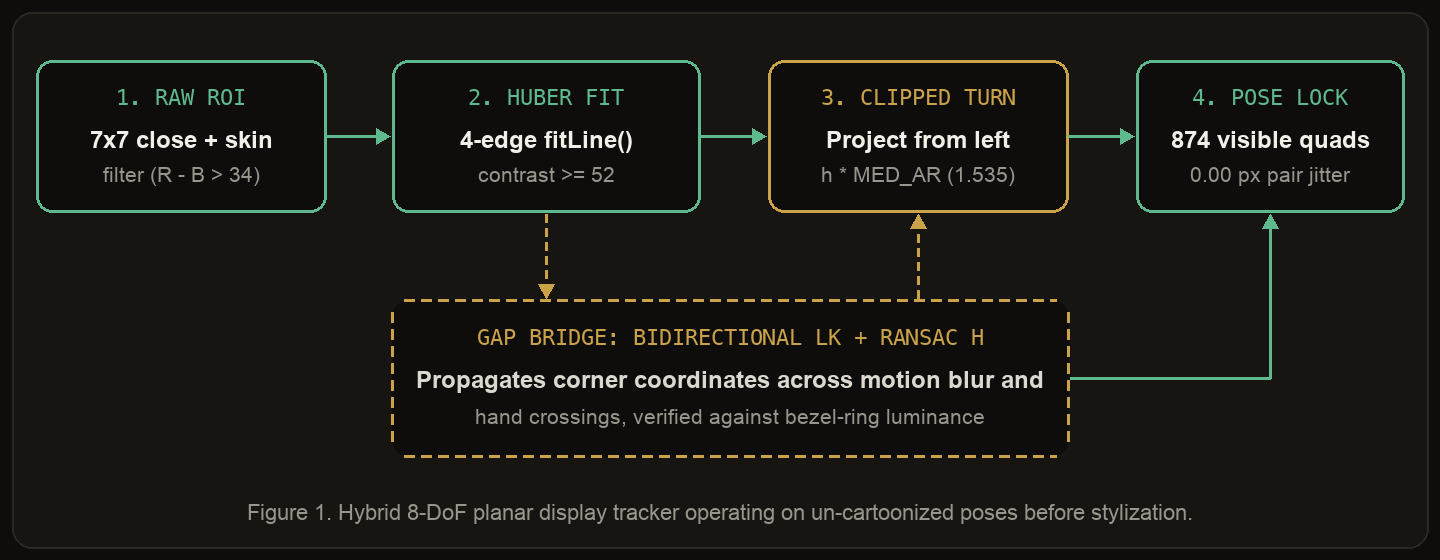 1. RAW ROI
7x7 close + skin
filter (R - B > 34)
2. HUBER FIT
4-edge fitLine()
contrast >= 52
3. CLIPPED TURN
Project from left
h * MED_AR (1.535)
4. POSE LOCK
874 visible quads
0.00 px pair jitter
GAP BRIDGE: BIDIRECTIONAL LK + RANSAC H
Propagates corner coordinates across motion blur and
hand crossings, verified against bezel-ring luminance
Figure 1. Hybrid 8-DoF planar display tracker operating on un-cartoonized poses before stylization.